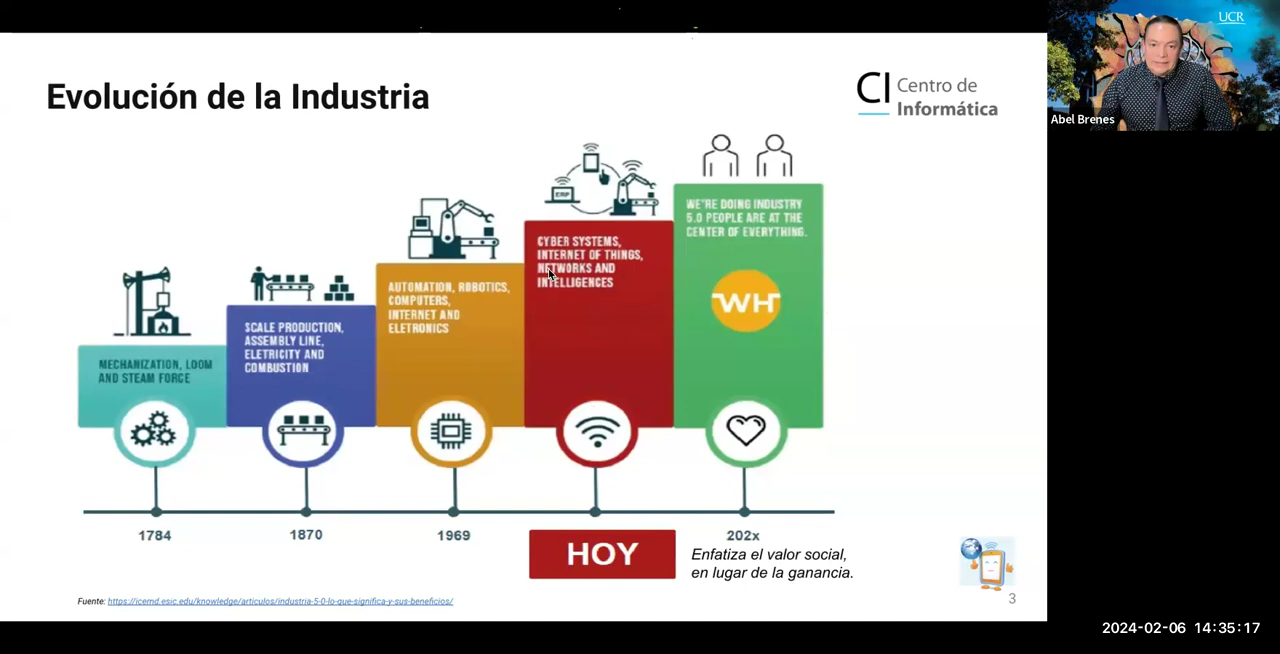 UCR
Abel Brenes
Evolución de la Industria
CI Centro de
Informática
WE'RE DOING INDUSTRY
5.0 PEOPLE ARE AT THE
CENTER OF EVERYTHING.
WH
ERP
CYBER SYSTEMS,
INTERNET OF THINGS,
NETWORKS AND
INTELLIGENCES
AUTOMATION, ROBOTICS,
COMPUTERS,
INTERNET AND
ELETRONICS
SCALE PRODUCTION,
ASSEMBLY LINE,
ELETRICITY AND
COMBUSTION
MECHANIZATION, LOOM
AND STEAM FORCE
1784
1870
1969
HOY
202x
Enfatiza el valor social,
en lugar de la ganancia.
Fuente: https://icemd.esic.edu/knowledge/articulos/industria-5-0-lo-que-significa-y-sus-beneficios/
3
2024-02-06 14:35:17